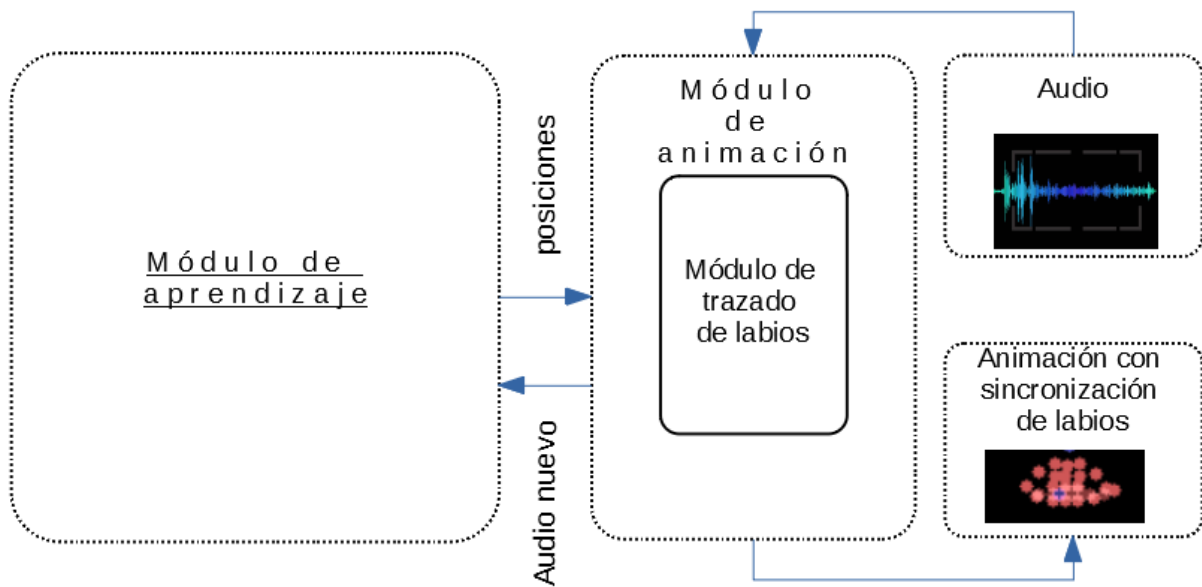 Módulo de
aprendizaje
posiciones
Audio nuevo
Módulo
de
animación
Módulo de
trazado
de labios
Audio
Animación con
sincronización
de labios